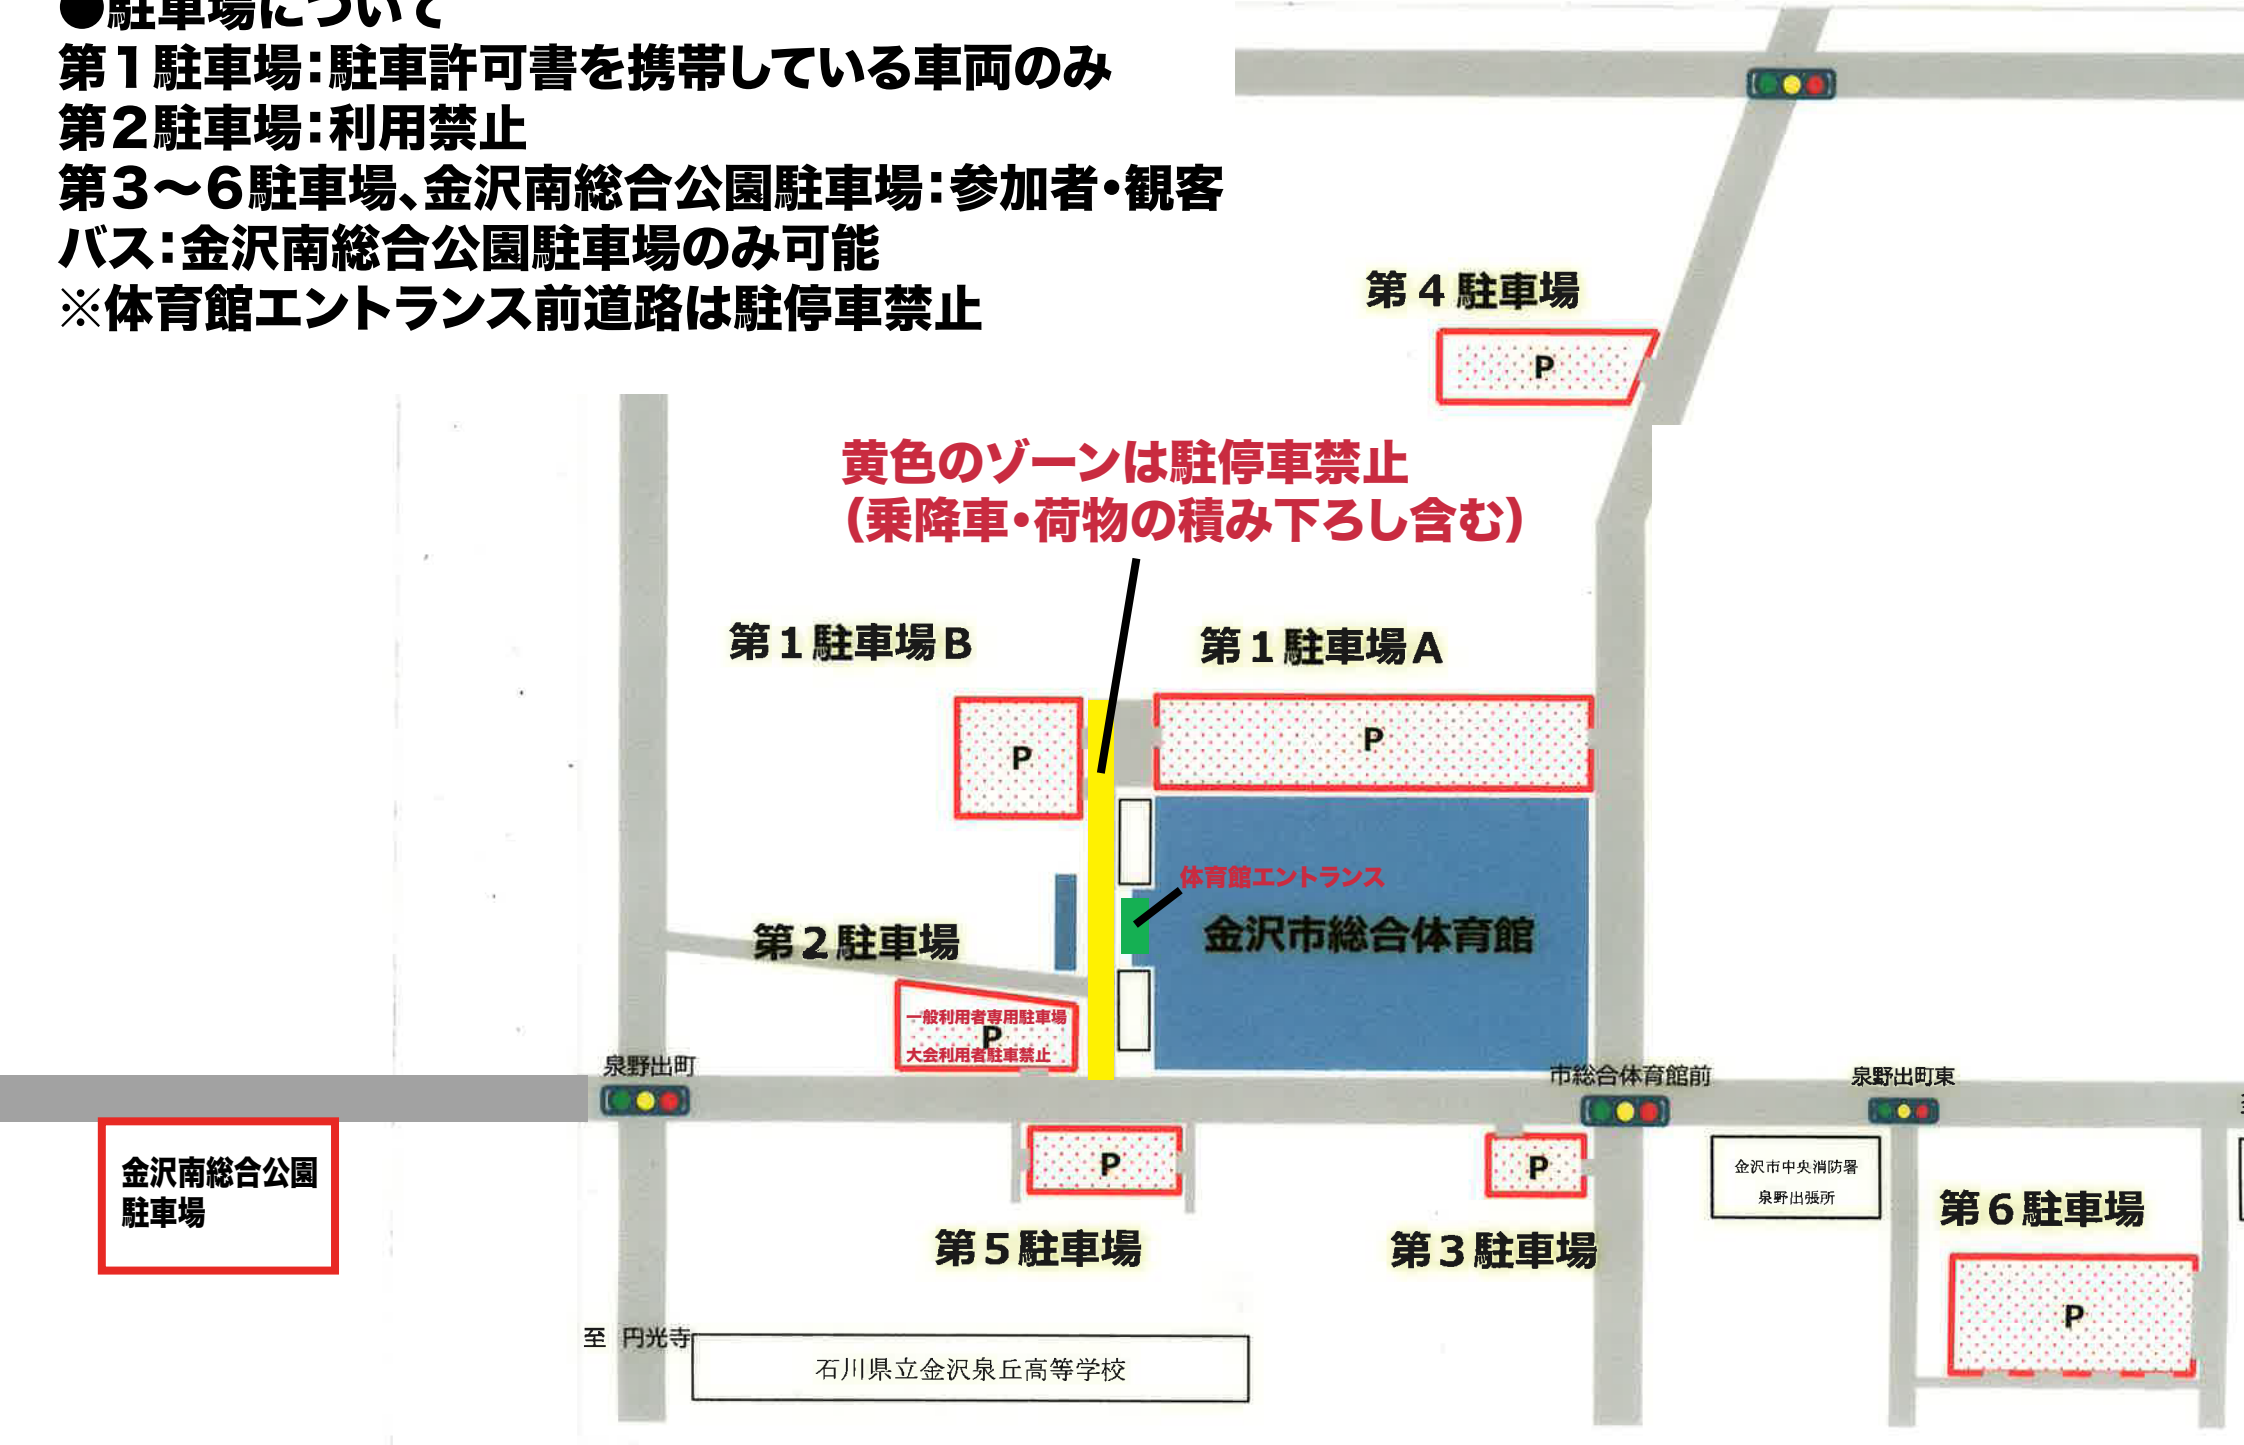 ●駐車場について
第1駐車場：駐車許可書を携帯している車両のみ
第2駐車場：利用禁止
第3〜6駐車場、金沢南総合公園駐車場：参加者・観客
バス：金沢南総合公園駐車場のみ可能
※体育館エントランス前道路は駐停車禁止
第4駐車場
P
黄色のゾーンは駐停車禁止
（乗降車・荷物の積み下ろし含む）
第1駐車場B
第1駐車場A
P
P
体育館エントランス
金沢市総合体育館
第2駐車場
一般利用者専用駐車場
P
大会利用者駐車禁止
泉野出町
市総合体育館前
泉野出町東
金沢南総合公園
駐車場
P
P
金沢市中央消防署
泉野出張所
第5駐車場
第3駐車場
第6駐車場
P
至 円光寺
石川県立金沢泉丘高等学校